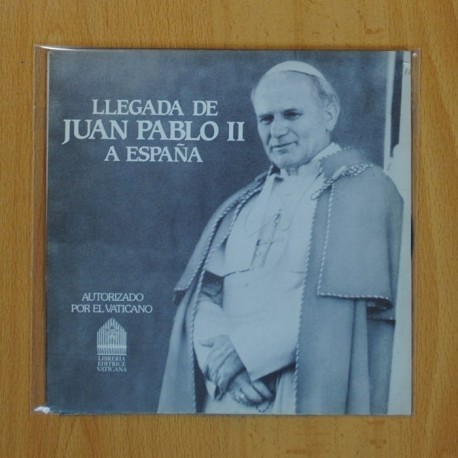 LLEGADA DE
JUAN PABLO II
A ESPAÑA
AUTORIZADO
POR EL VATICANO
LIBRERIA
EDITRICE
VATICANA